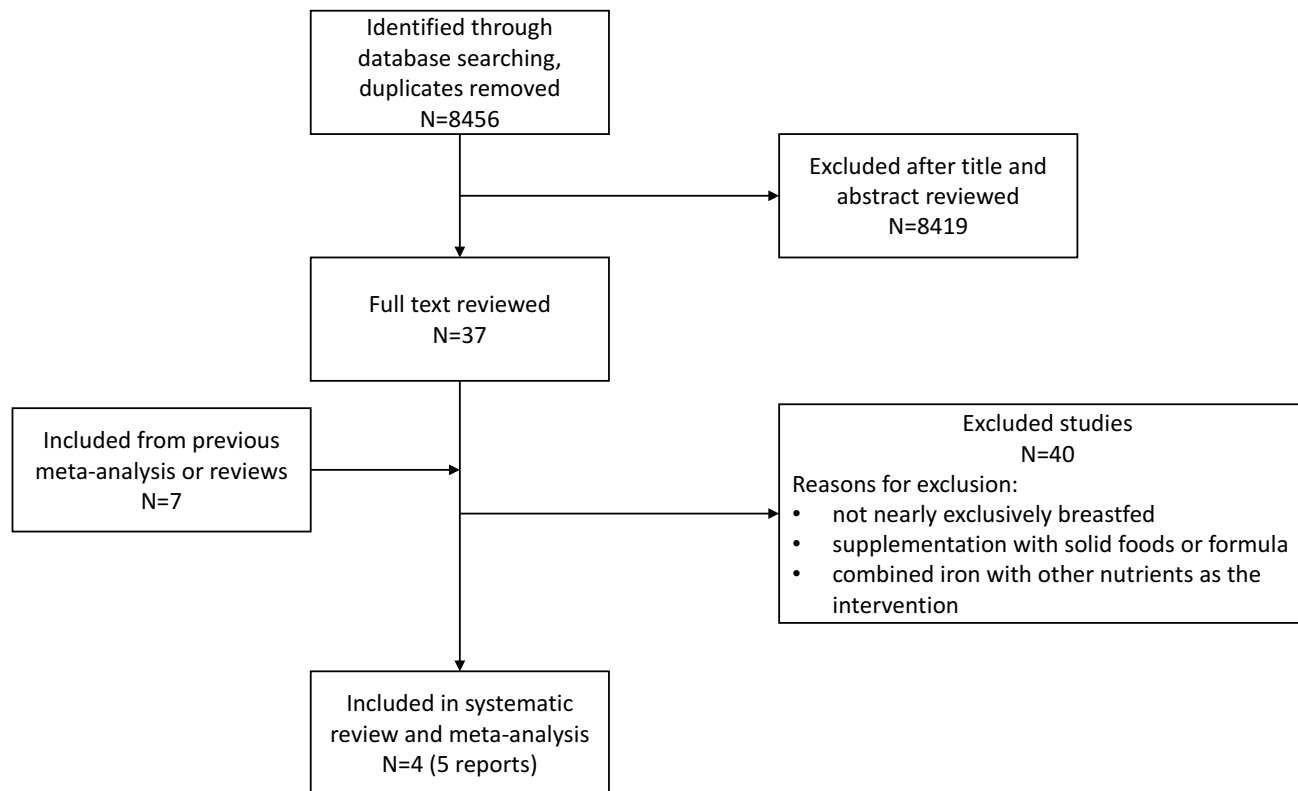 Identified through
database searching,
duplicates removed
N=8456
Excluded after title and
abstract reviewed
N=8419
Full text reviewed
N=37
Included from previous
meta-analysis or reviews
N=7
Excluded studies
N=40
Reasons for exclusion:
• not nearly exclusively breastfed
• supplementation with solid foods or formula
• combined iron with other nutrients as the
intervention
Included in systematic
review and meta-analysis
N=4 (5 reports)